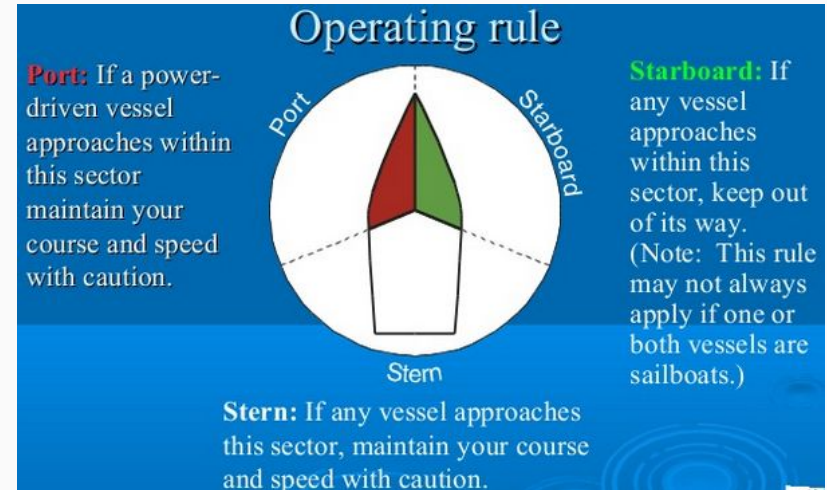 Operating rule
Port: If a power-
driven vessel
approaches within
this sector
maintain your
course and speed
with caution.
Port
Starboard
Stern
Starboard: If
any vessel
approaches
within this
sector, keep out
of its way.
(Note: This rule
may not always
apply if one or
both vessels are
sailboats.)
Stern: If any vessel approaches
this sector, maintain your course
and speed with caution.